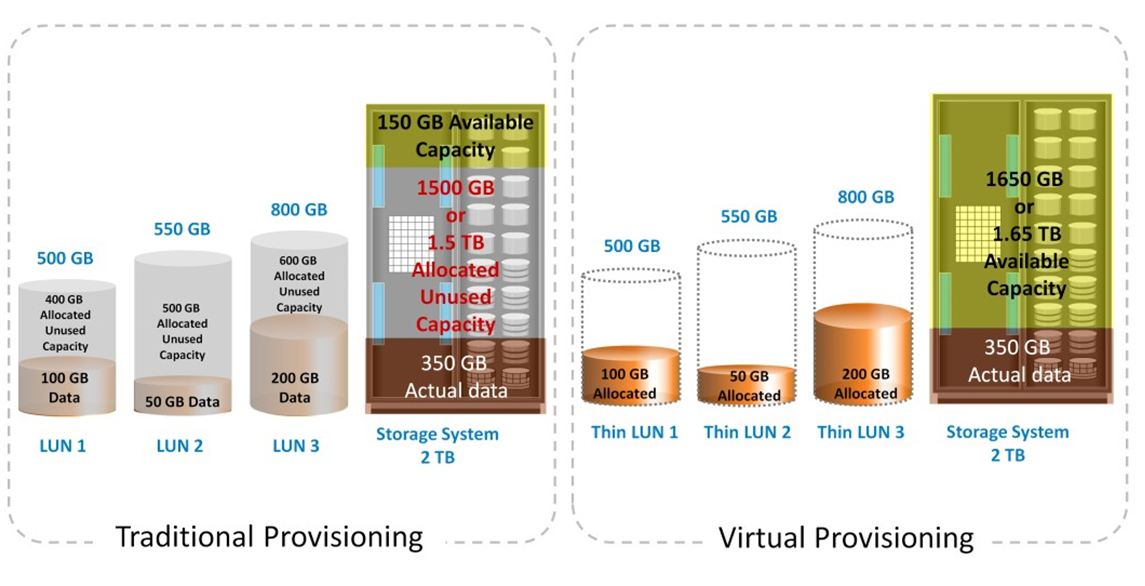 150 GB Available
Capacity
1500 GB
or
1.5 TB
Allocated
Unused
Capacity
350 GB
Actual data
500 GB
400 GB
Allocated
Unused
Capacity
100 GB
Data
LUN 1
550 GB
500 GB
Allocated
Unused
Capacity
50 GB Data
LUN 2
800 GB
600 GB
Allocated
Unused
Capacity
200 GB
Data
LUN 3
Storage System
2 TB
Traditional Provisioning
500 GB
100 GB
Allocated
Thin LUN 1
550 GB
50 GB
Allocated
Thin LUN 2
800 GB
200 GB
Allocated
Thin LUN 3
1650 GB
or
1.65 TB
Available
Capacity
350 GB
Actual data
Storage System
2 TB
Virtual Provisioning